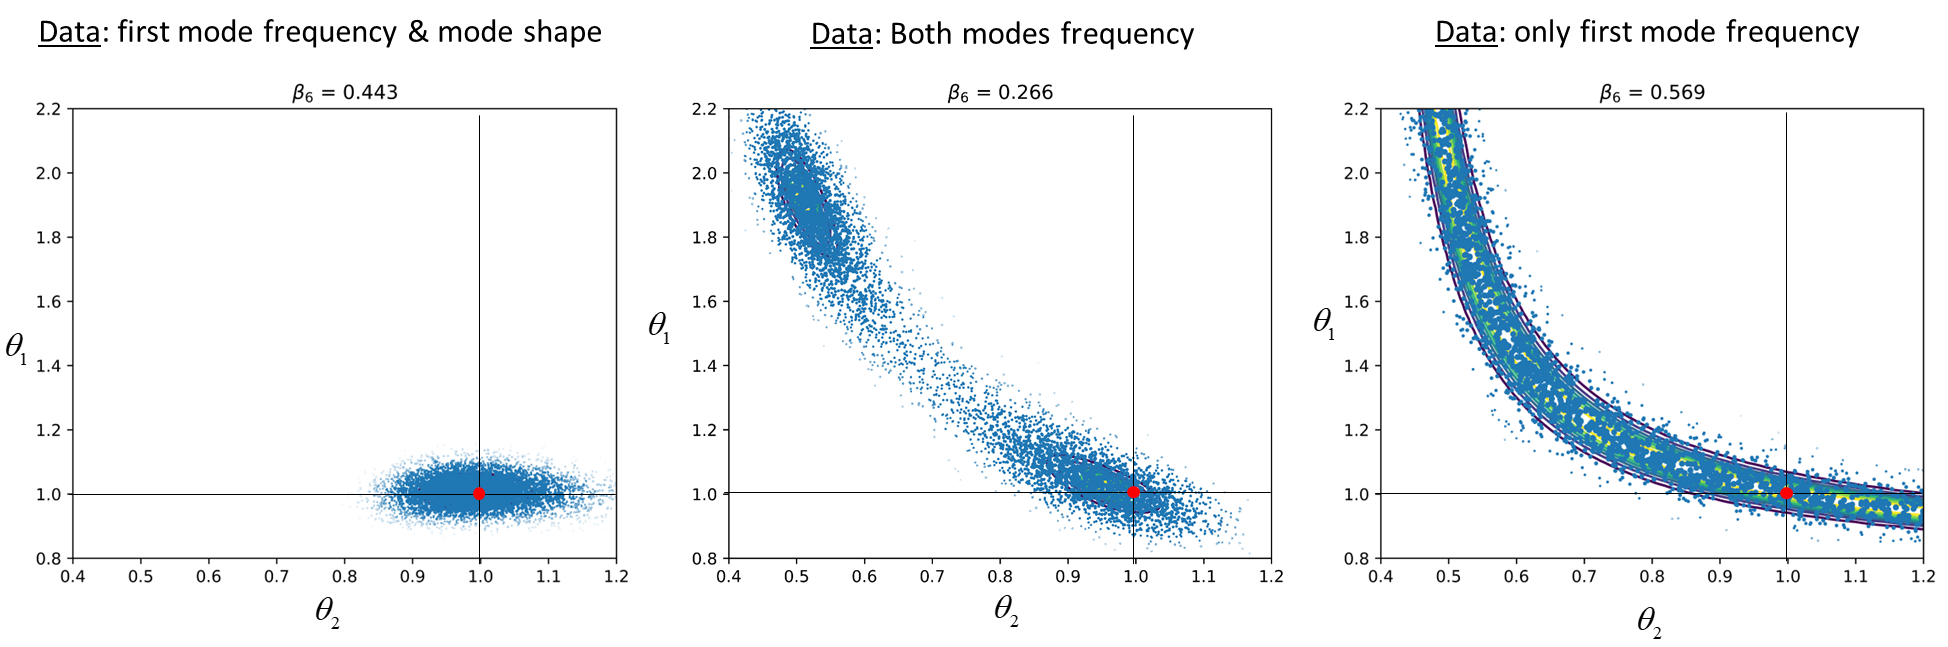 Data: first mode frequency & mode shape
β₆ = 0.443
2.2
2.0
1.8
1.6
1.4
1.2
1.0
0.8
θ₁
0.4 0.5 0.6 0.7 0.8 0.9 1.0 1.1 1.2
θ₂
Data: Both modes frequency
β₆ = 0.266
2.2
2.0
1.8
1.6
1.4
1.2
1.0
0.8
θ₁
0.4 0.5 0.6 0.7 0.8 0.9 1.0 1.1 1.2
θ₂
Data: only first mode frequency
β₆ = 0.569
2.2
2.0
1.8
1.6
1.4
1.2
1.0
0.8
θ₁
0.4 0.5 0.6 0.7 0.8 0.9 1.0 1.1 1.2
θ₂